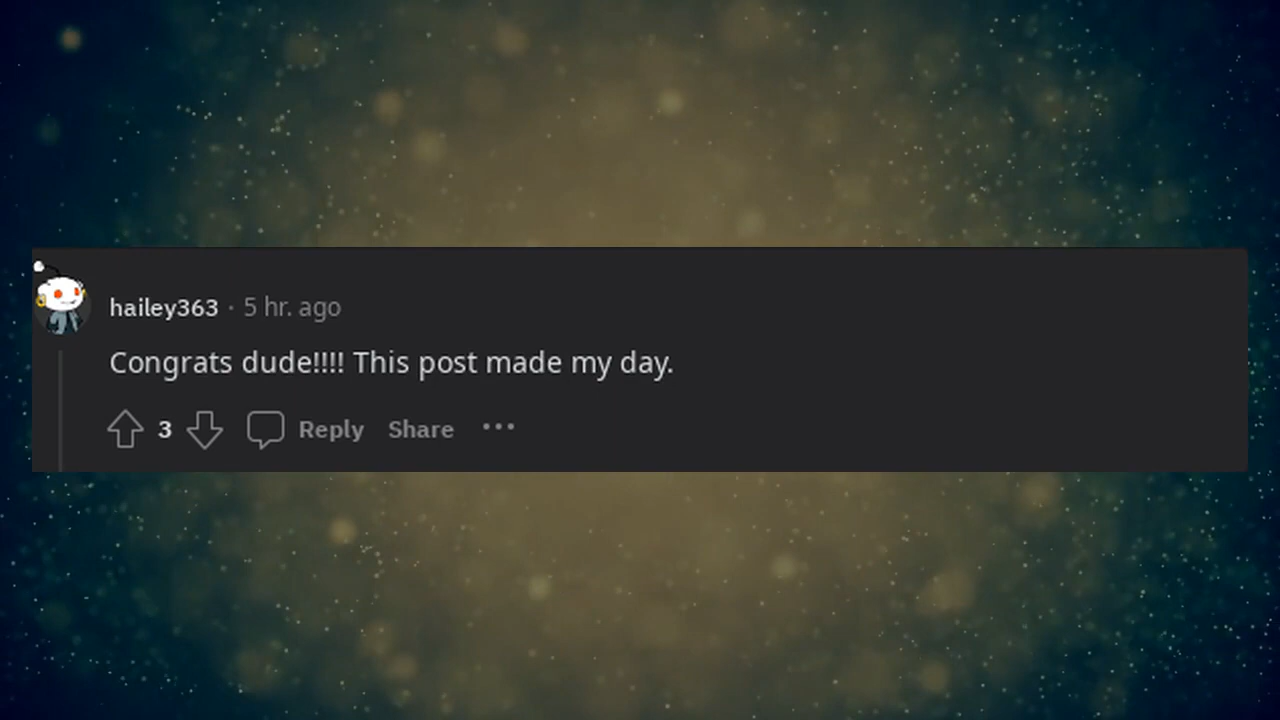 hailey363 · 5 hr. ago
Congrats dude!!!! This post made my day.
3 Reply Share •••